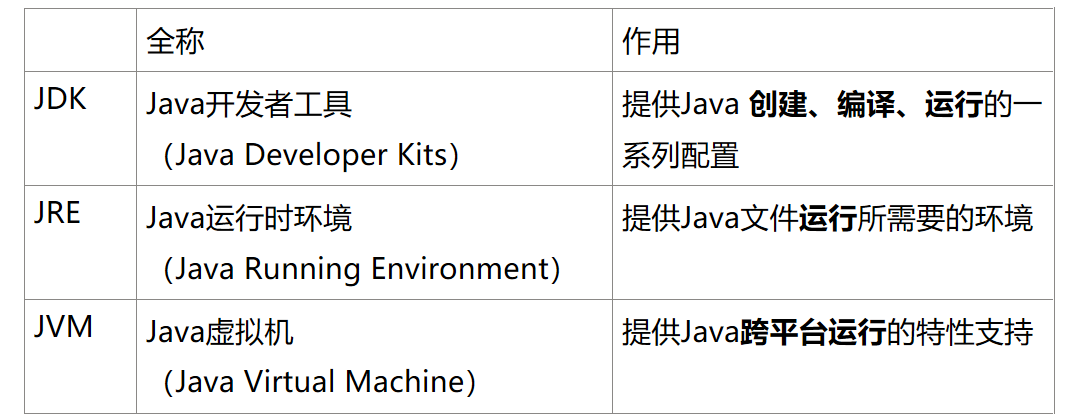 全称
作用
JDK
Java开发者工具
（Java Developer Kits）
提供Java 创建、编译、运行的一
系列配置
JRE
Java运行时环境
（Java Running Environment）
提供Java文件运行所需要的环境
JVM
Java虚拟机
（Java Virtual Machine）
提供Java跨平台运行的特性支持